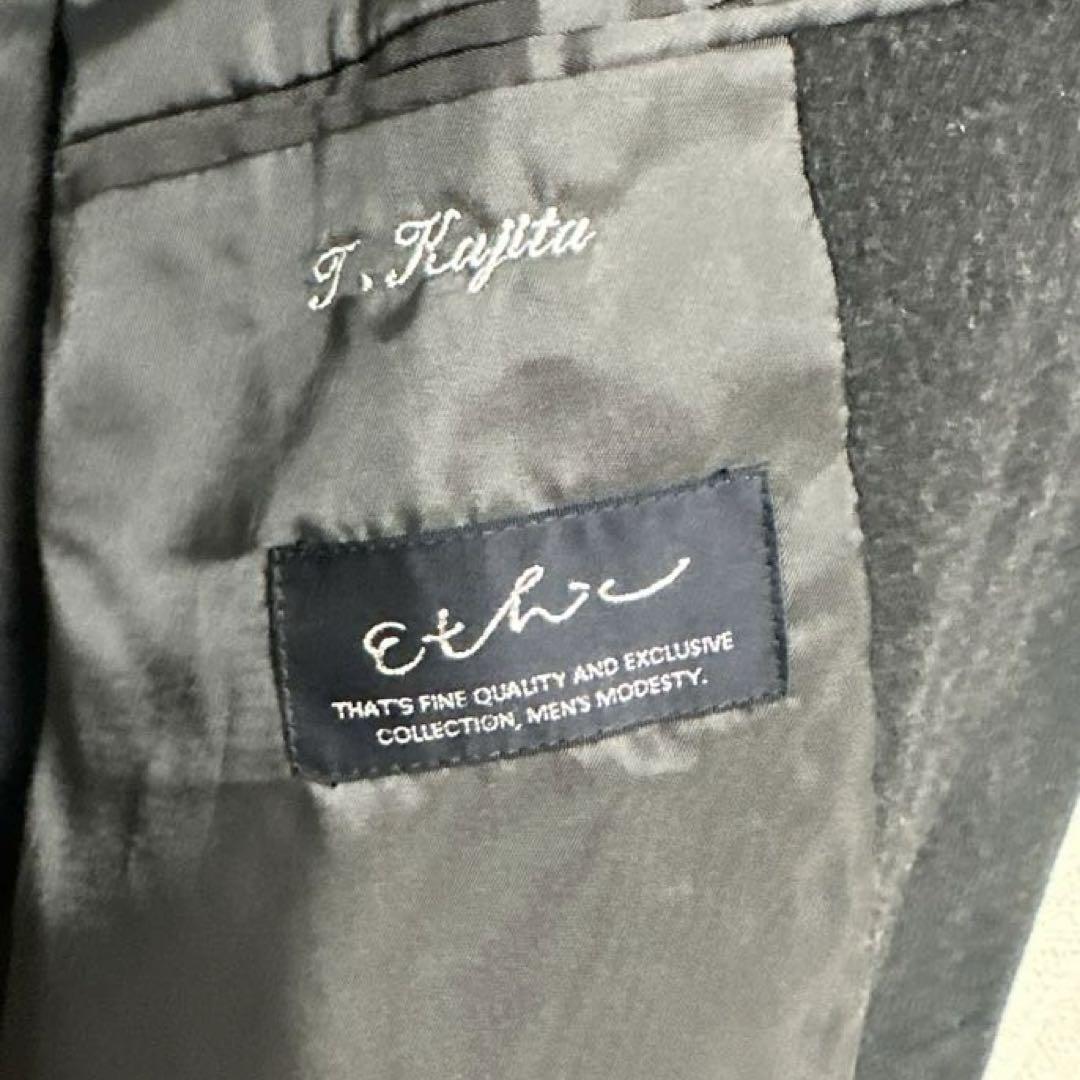 T. Kajita
Ethic
THAT'S FINE QUALITY AND EXCLUSIVE
COLLECTION, MEN'S MODESTY.